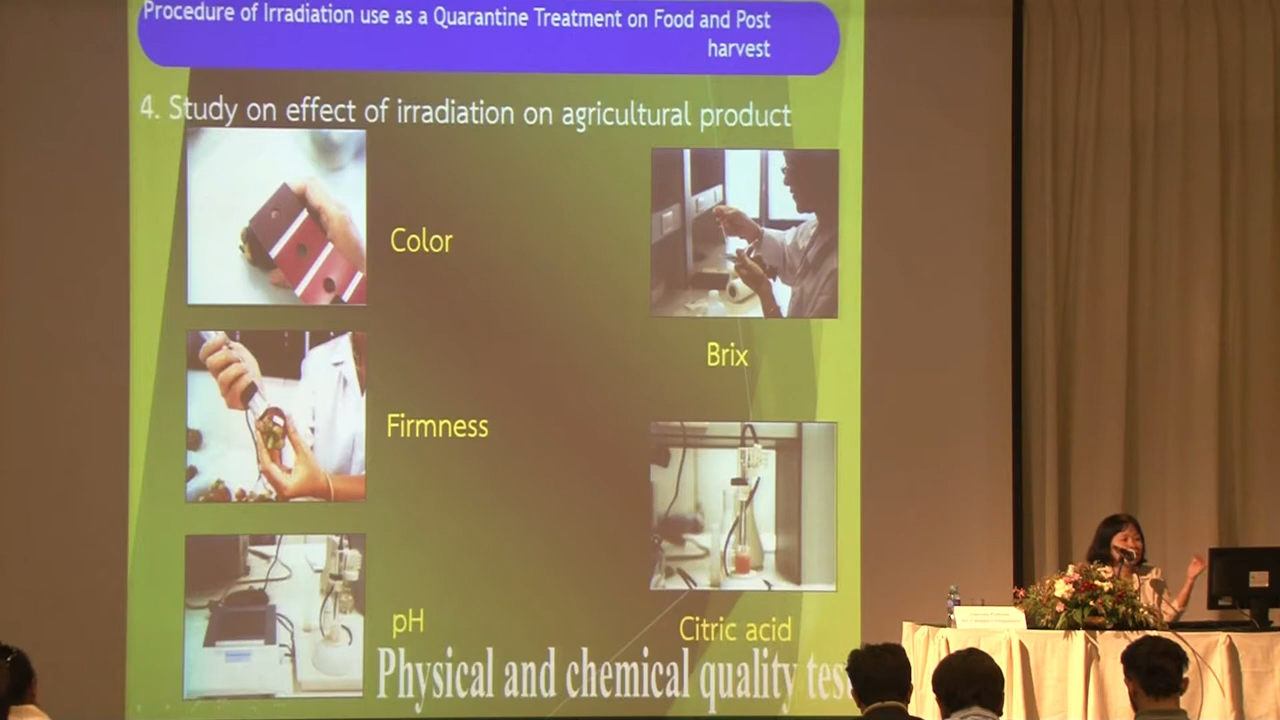 Procedure of Irradiation use as a Quarantine Treatment on Food and Post
harvest
4. Study on effect of irradiation on agricultural product
Color
Brix
Firmness
pH
Citric acid
Physical and chemical quality tes